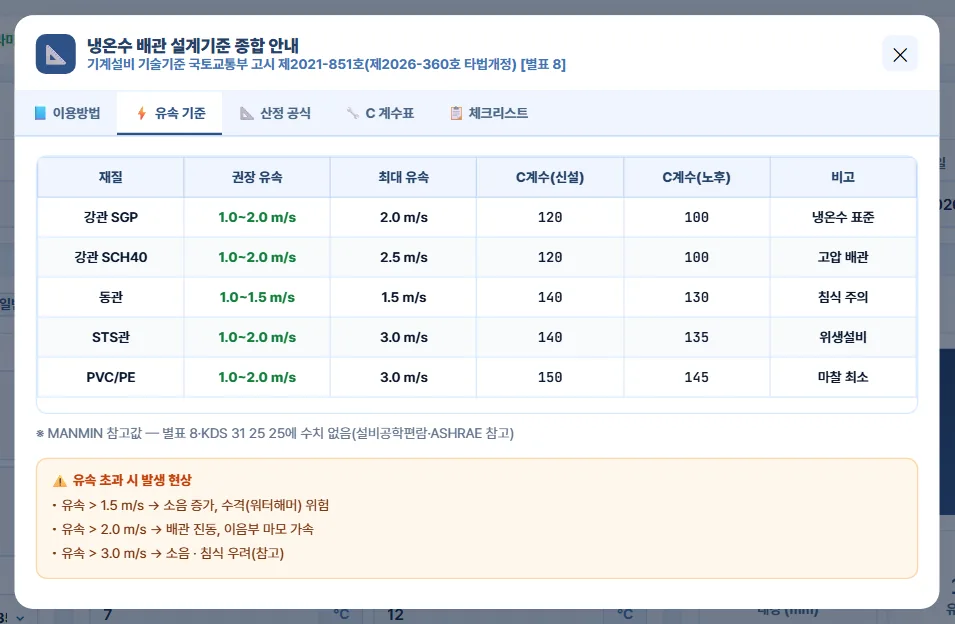 냉온수 배관 설계기준 종합 안내
기계설비 기술기준 국토교통부 고시 제2021-851호(제2026-360호 타법개정) [별표 8]
이용방법 유속 기준 산정 공식 C 계수표 체크리스트
재질 권장 유속 최대 유속 C계수(신설) C계수(노후) 비고
강관 SGP 1.0~2.0 m/s 2.0 m/s 120 100 냉온수 표준
강관 SCH40 1.0~2.0 m/s 2.5 m/s 120 100 고압 배관
동관 1.0~1.5 m/s 1.5 m/s 140 130 침식 주의
STS관 1.0~2.0 m/s 3.0 m/s 140 135 위생설비
PVC/PE 1.0~2.0 m/s 3.0 m/s 150 145 마찰 최소
※ MANMIN 참고값 — 별표 8·KDS 31 25 25에 수치 없음(설비공학편람·ASHRAE 참고)
⚠ 유속 초과 시 발생 현상
• 유속 > 1.5 m/s → 소음 증가, 수격(워터해머) 위험
• 유속 > 2.0 m/s → 배관 진동, 이음부 마모 가속
• 유속 > 3.0 m/s → 소음 · 침식 우려(참고)
7 °C 12 °C